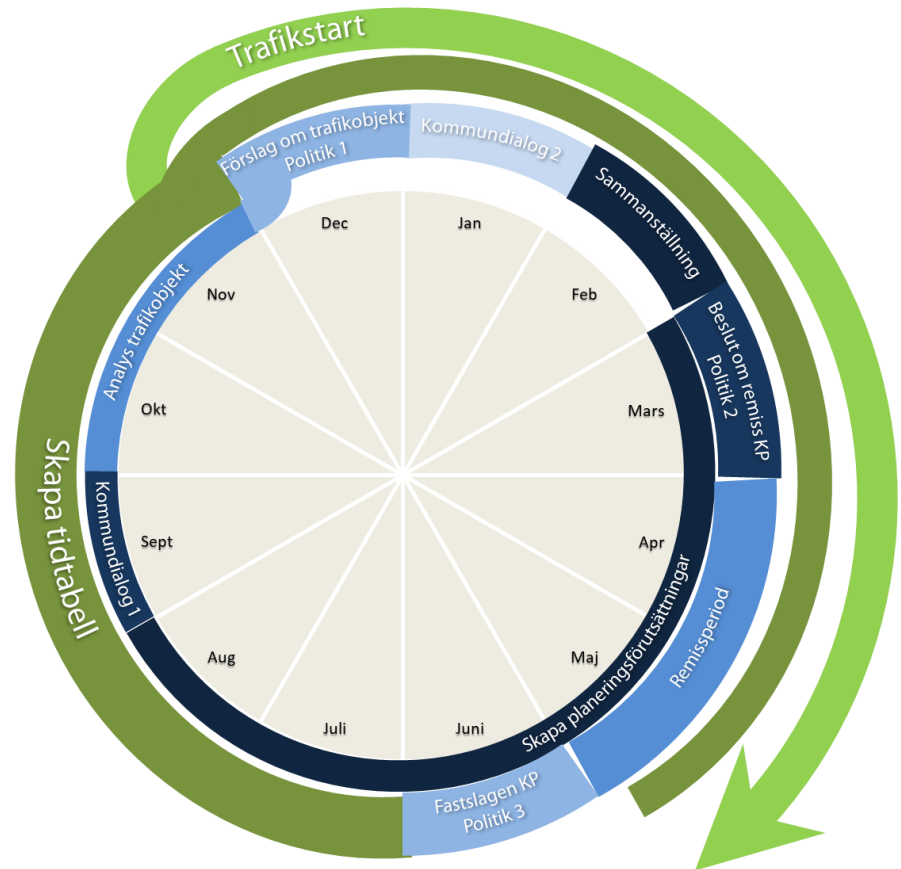 Trafikstart
Förslag om trafikobjekt
Politik 1
Kommundialog 2
Sammanställning
Beslut om remiss KP
Politik 2
Remissperiod
Skapa planeringsförutsättningar
Fastslagen KP
Politik 3
Skapa tidtabell
Kommundialog 1
Analys trafikobjekt
Jan
Feb
Mars
Apr
Maj
Juni
Juli
Aug
Sept
Okt
Nov
Dec